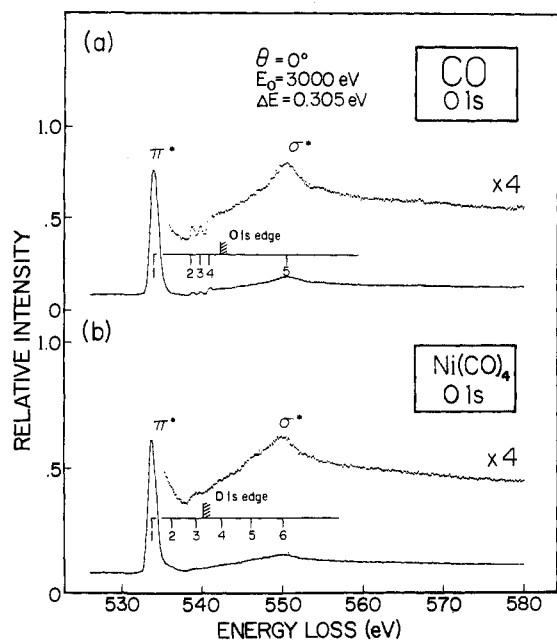 (a)
θ = 0°
E₀ = 3000 eV
ΔE = 0.305 eV
CO
O 1s
1.0
π*
σ*
x4
.5
O 1s edge
1 2 3 4 5
0
(b)
1.0
Ni(CO)₄
O 1s
π*
σ*
x4
.5
O 1s edge
1 2 3 4 5 6
0
530 540 550 560 570 580
ENERGY LOSS (eV)
RELATIVE INTENSITY